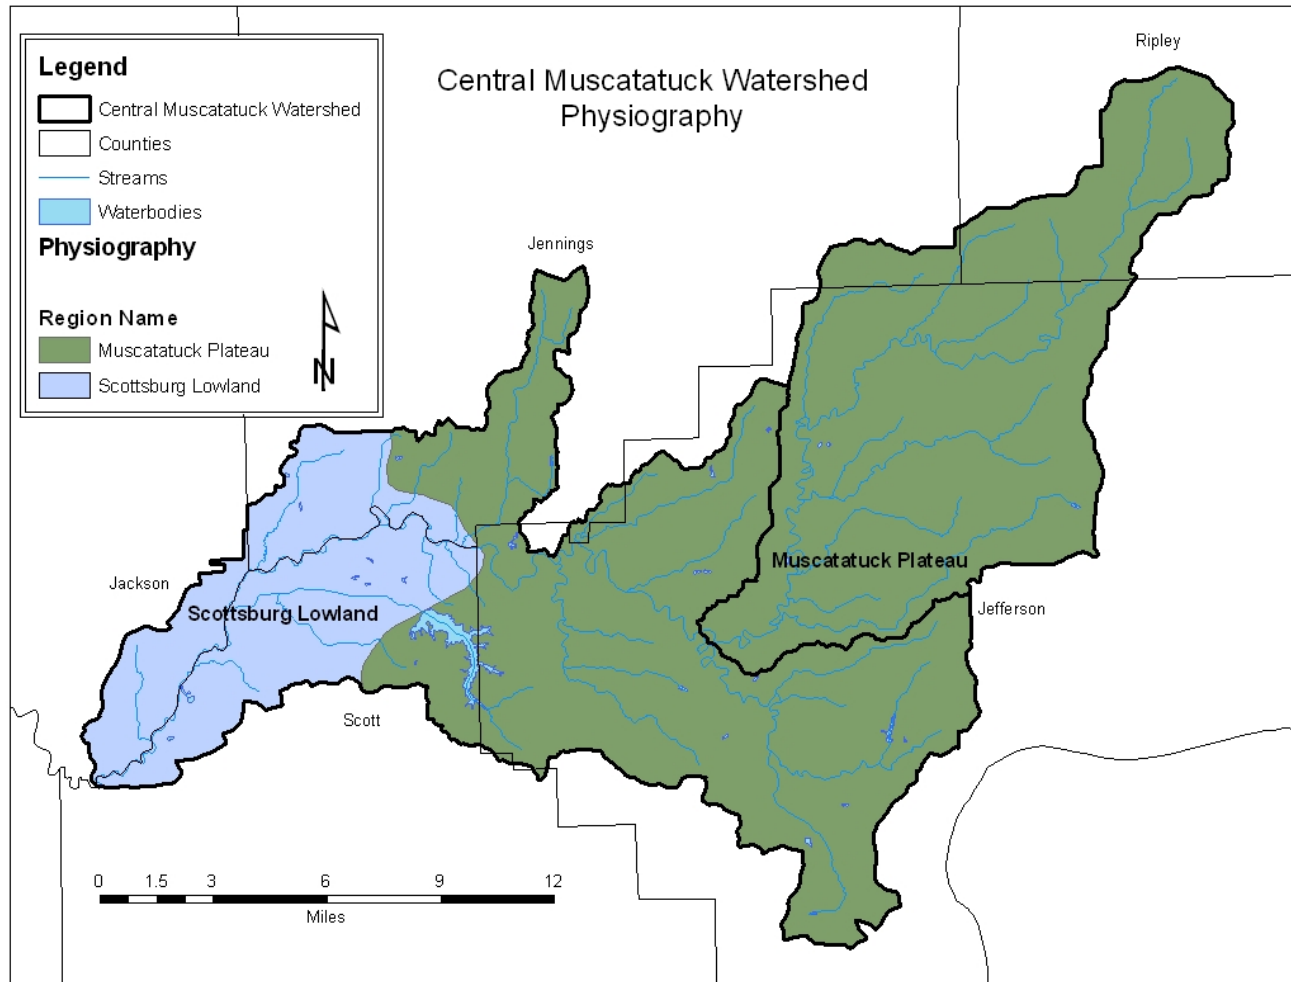 Legend
Central Muscatatuck Watershed
Counties
Streams
Waterbodies
Physiography
Region Name
Muscatatuck Plateau
Scottsburg Lowland
N
Central Muscatatuck Watershed
Physiography
Ripley
Jennings
Muscatatuck Plateau
Jackson
Scottsburg Lowland
Jefferson
Scott
0 1.5 3 6 9 12
Miles